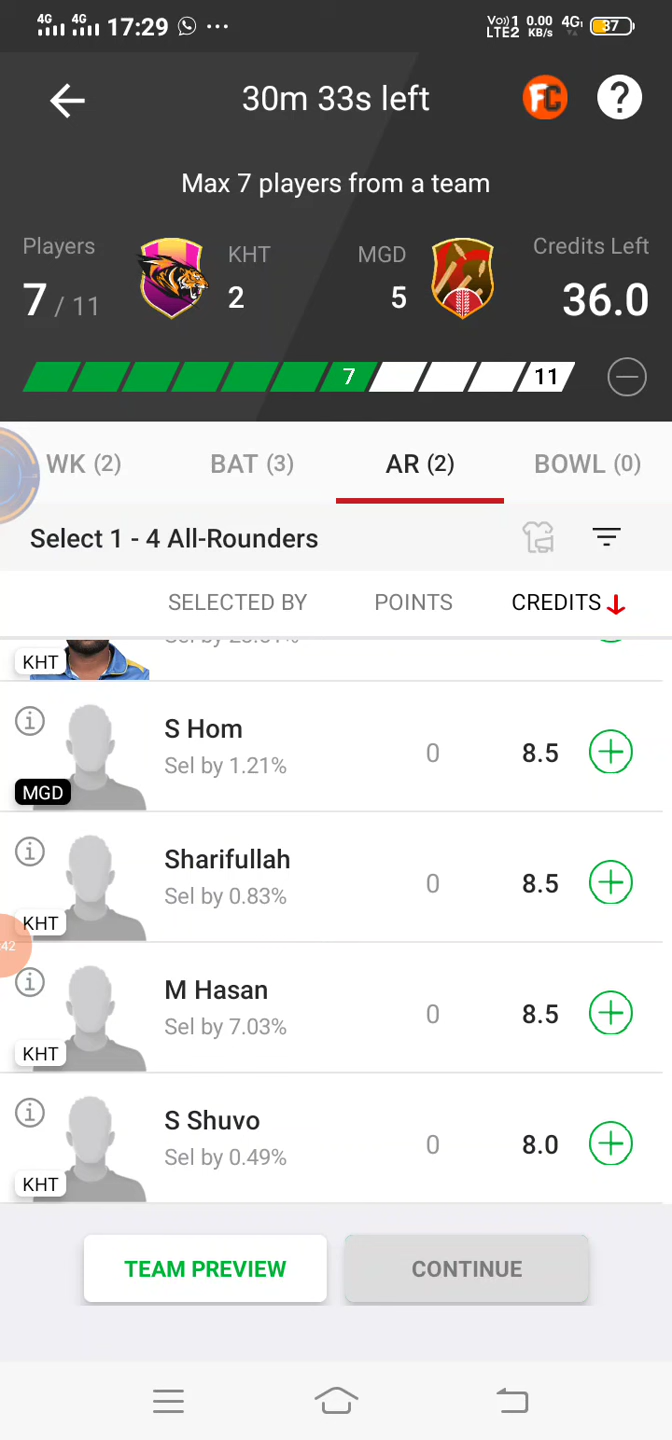 4G 4G 17:29 ... Vo)) 1 LTE2 0.00 KB/s 4G 37
30m 33s left FC ?
Max 7 players from a team
Players KHT MGD Credits Left
7 / 11 2 5 36.0
7 11
WK (2) BAT (3) AR (2) BOWL (0)
Select 1 - 4 All-Rounders
SELECTED BY POINTS CREDITS
KHT
S Hom
Sel by 1.21% 0 8.5
MGD
Sharifullah
Sel by 0.83% 0 8.5
KHT
:42
M Hasan
Sel by 7.03% 0 8.5
KHT
S Shuvo
Sel by 0.49% 0 8.0
KHT
TEAM PREVIEW CONTINUE